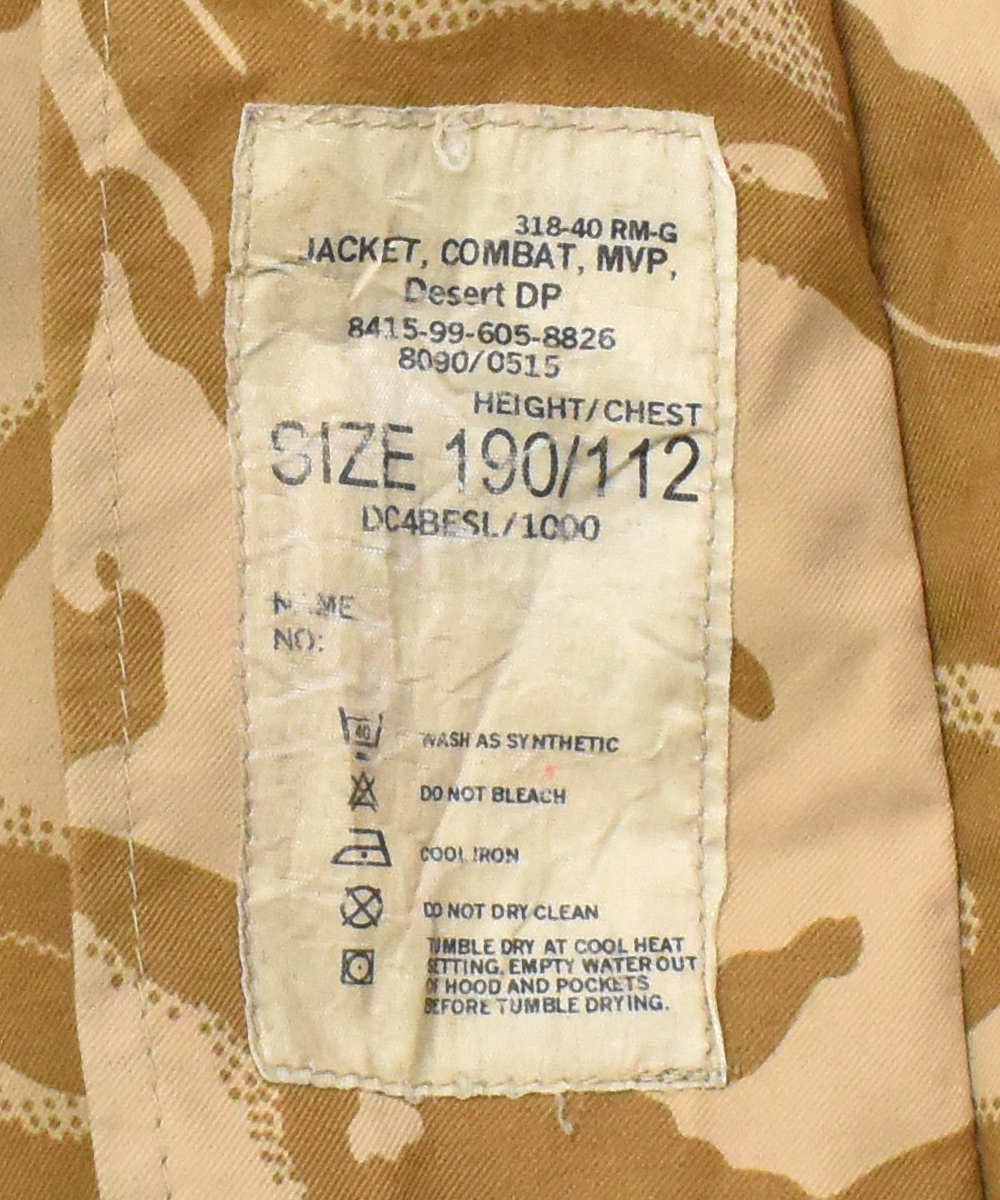 318-40 RM-G
JACKET, COMBAT, MVP,
Desert DP
8415-99-605-8826
8090/0515
HEIGHT/CHEST
SIZE 190/112
DC4BESL/1000
NAME
NO:
40
WASH AS SYNTHETIC
DO NOT BLEACH
COOL IRON
DO NOT DRY CLEAN
TUMBLE DRY AT COOL HEAT
SETTING. EMPTY WATER OUT
OF HOOD AND POCKETS
BEFORE TUMBLE DRYING.